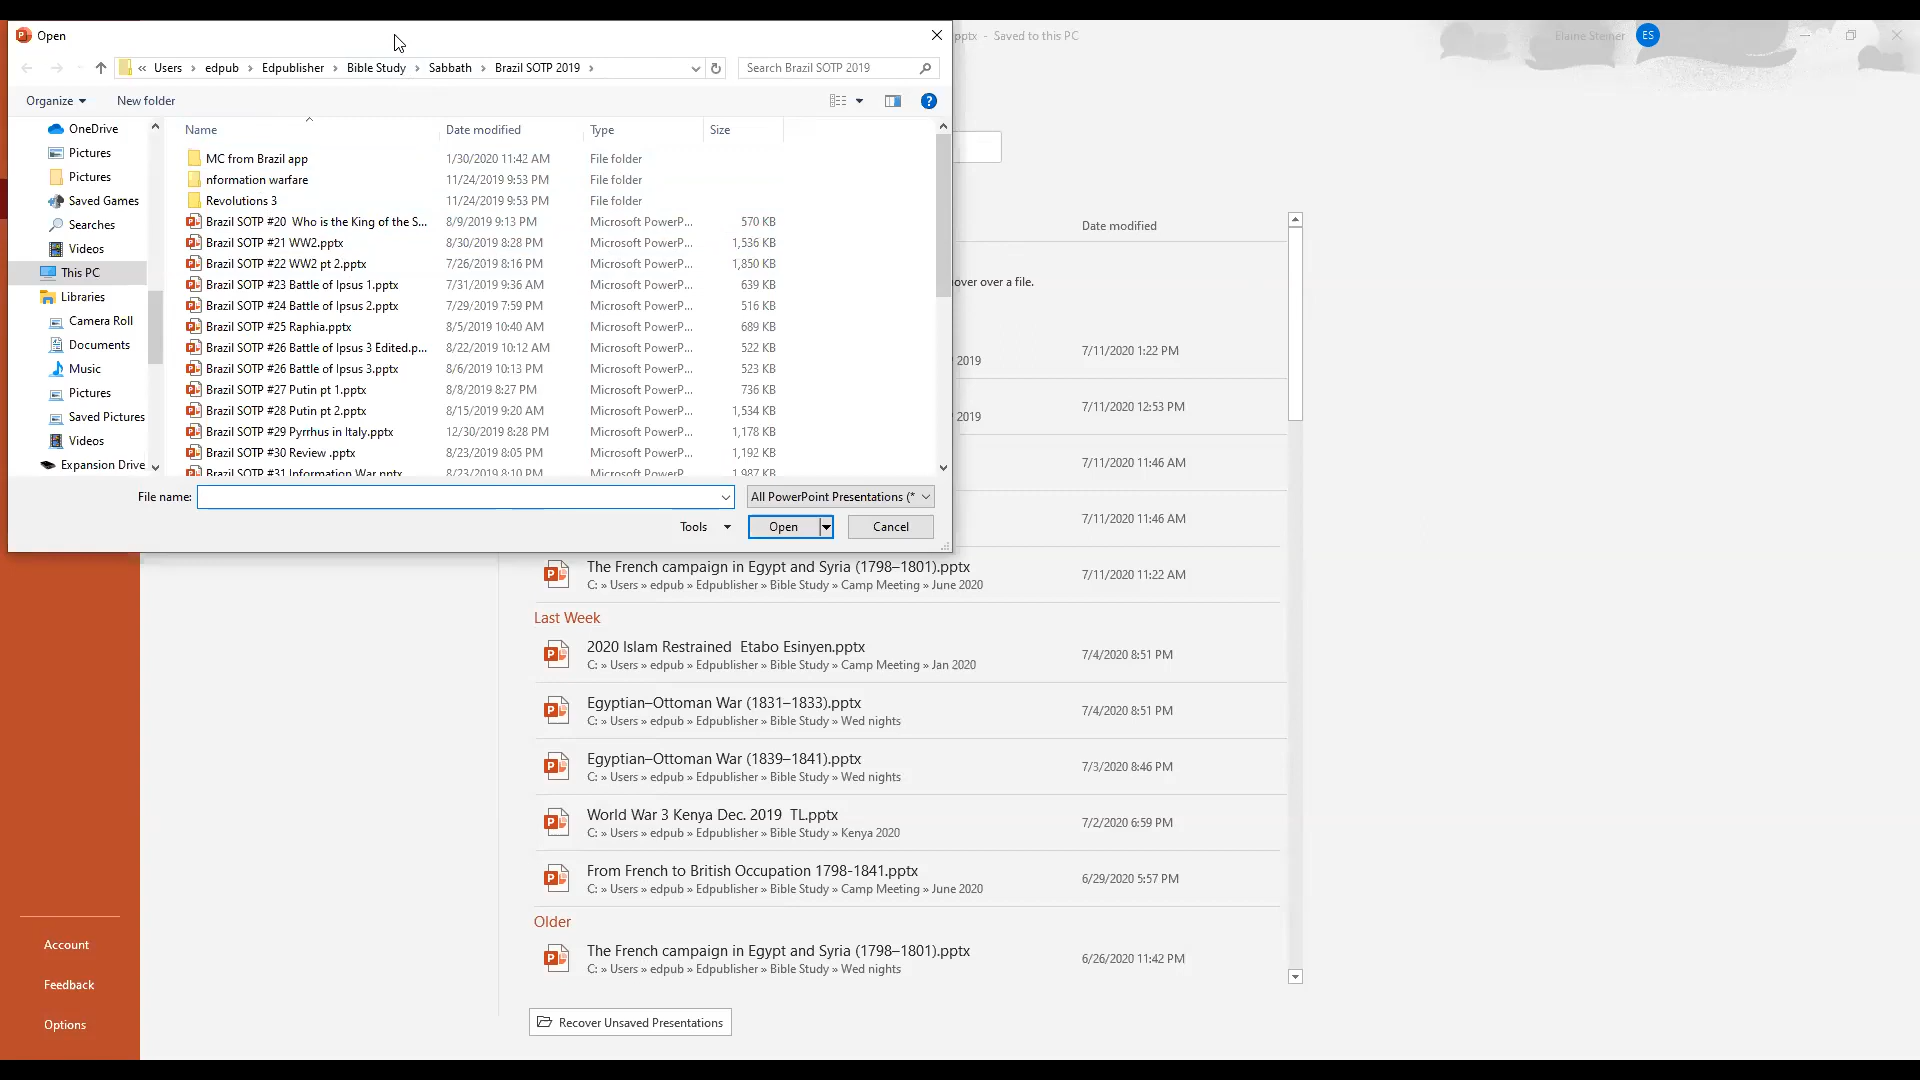 Open
pptx - Saved to this PC
Elaine Steiner
ES
« Users › edpub › Edpublisher › Bible Study › Sabbath › Brazil SOTP 2019 ›
Search Brazil SOTP 2019
Organize
New folder
?
Name
Date modified
Type
Size
OneDrive
Pictures
Pictures
Saved Games
Searches
Videos
This PC
Libraries
Camera Roll
Documents
Music
Pictures
Saved Pictures
Videos
Expansion Drive
MC from Brazil app 1/30/2020 11:42 AM File folder
nformation warfare 11/24/2019 9:53 PM File folder
Revolutions 3 11/24/2019 9:53 PM File folder
Brazil SOTP #20 Who is the King of the S... 8/9/2019 9:13 PM Microsoft PowerP... 570 KB
Brazil SOTP #21 WW2.pptx 8/30/2019 8:28 PM Microsoft PowerP... 1,536 KB
Brazil SOTP #22 WW2 pt 2.pptx 7/26/2019 8:16 PM Microsoft PowerP... 1,850 KB
Brazil SOTP #23 Battle of Ipsus 1.pptx 7/31/2019 9:36 AM Microsoft PowerP... 639 KB
Brazil SOTP #24 Battle of Ipsus 2.pptx 7/29/2019 7:59 PM Microsoft PowerP... 516 KB
Brazil SOTP #25 Raphia.pptx 8/5/2019 10:40 AM Microsoft PowerP... 689 KB
Brazil SOTP #26 Battle of Ipsus 3 Edited.p... 8/22/2019 10:12 AM Microsoft PowerP... 522 KB
Brazil SOTP #26 Battle of Ipsus 3.pptx 8/6/2019 10:13 PM Microsoft PowerP... 523 KB
Brazil SOTP #27 Putin pt 1.pptx 8/8/2019 8:27 PM Microsoft PowerP... 736 KB
Brazil SOTP #28 Putin pt 2.pptx 8/15/2019 9:20 AM Microsoft PowerP... 1,534 KB
Brazil SOTP #29 Pyrrhus in Italy.pptx 12/30/2019 8:28 PM Microsoft PowerP... 1,178 KB
Brazil SOTP #30 Review .pptx 8/23/2019 8:05 PM Microsoft PowerP... 1,192 KB
Brazil SOTP #31 Information War.pptx 8/23/2019 8:10 PM Microsoft PowerP... 1,987 KB
File name:
All PowerPoint Presentations (*
Tools
Open
Cancel
Date modified
over over a file.
7/11/2020 1:22 PM
2019
7/11/2020 12:53 PM
2019
7/11/2020 11:46 AM
7/11/2020 11:46 AM
The French campaign in Egypt and Syria (1798–1801).pptx
C: » Users » edpub » Edpublisher » Bible Study » Camp Meeting » June 2020
7/11/2020 11:22 AM
Last Week
2020 Islam Restrained Etabo Esinyen.pptx
C: » Users » edpub » Edpublisher » Bible Study » Camp Meeting » Jan 2020
7/4/2020 8:51 PM
Egyptian–Ottoman War (1831–1833).pptx
C: » Users » edpub » Edpublisher » Bible Study » Wed nights
7/4/2020 8:51 PM
Egyptian–Ottoman War (1839–1841).pptx
C: » Users » edpub » Edpublisher » Bible Study » Wed nights
7/3/2020 8:46 PM
World War 3 Kenya Dec. 2019 TL.pptx
C: » Users » edpub » Edpublisher » Bible Study » Kenya 2020
7/2/2020 6:59 PM
From French to British Occupation 1798-1841.pptx
C: » Users » edpub » Edpublisher » Bible Study » Camp Meeting » June 2020
6/29/2020 5:57 PM
Older
The French campaign in Egypt and Syria (1798–1801).pptx
C: » Users » edpub » Edpublisher » Bible Study » Wed nights
6/26/2020 11:42 PM
Recover Unsaved Presentations
Account
Feedback
Options